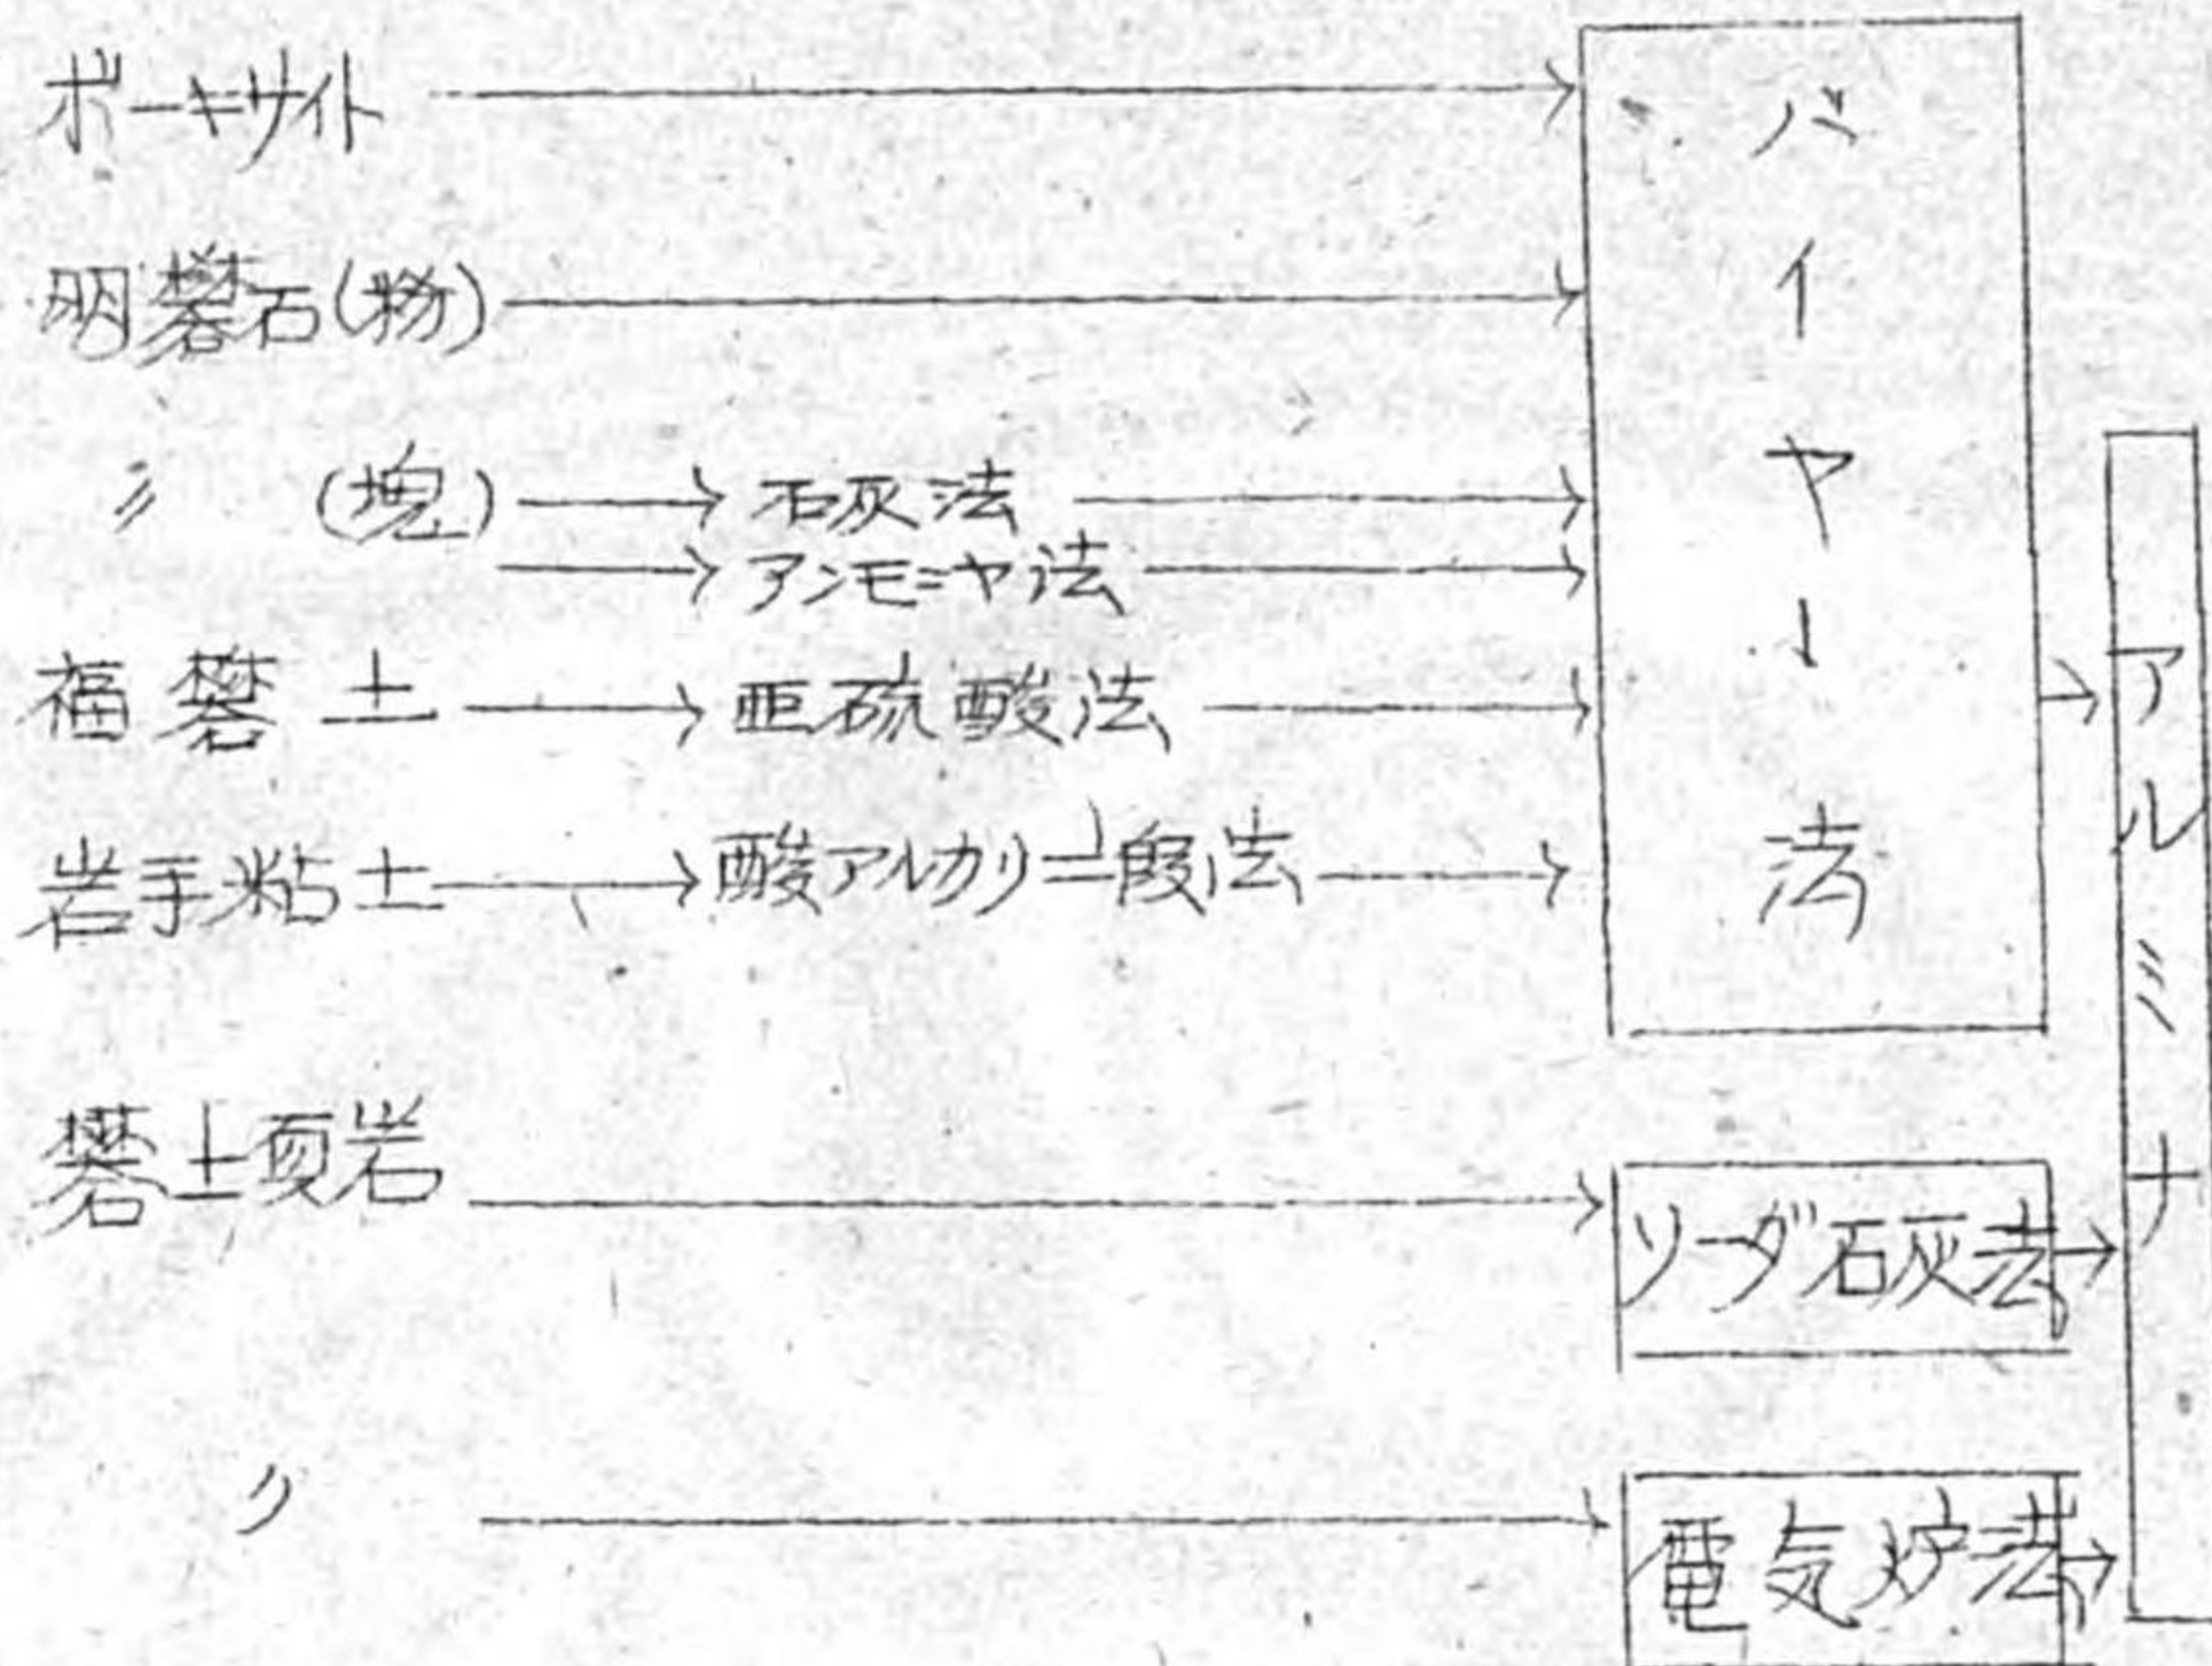 ボーキサイト
明礬石(粉)
〃 (塊) 石灰法
アンモニヤ法
福礬土 亜硫酸法
岩手粘土 酸アルカリ二段法
バイヤー法
礬土頁岩 ソーダ石灰法
〃 電気炉法
アルミナ